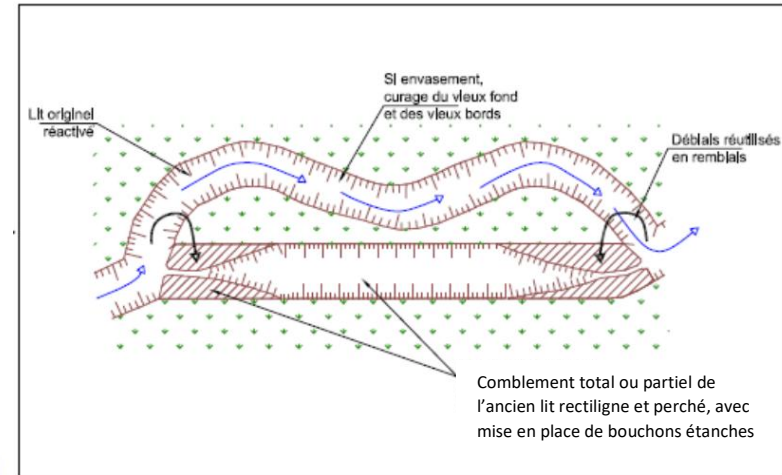 Si envasement,
curage du vieux fond
et des vieux bords
Lit originel
réactivé
Déblais réutilisés
en remblais
Comblement total ou partiel de
l’ancien lit rectiligne et perché, avec
mise en place de bouchons étanches